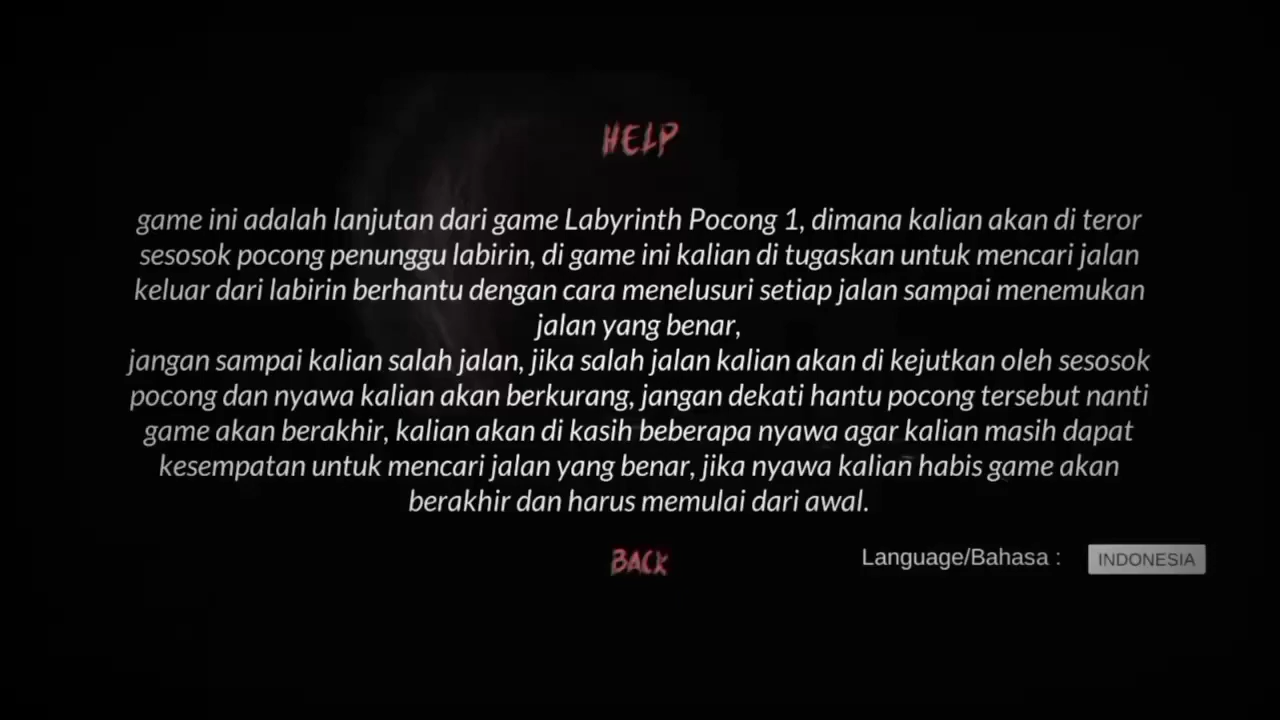 HELP
game ini adalah lanjutan dari game Labyrinth Pocong 1, dimana kalian akan di teror
sesosok pocong penunggu labirin, di game ini kalian di tugaskan untuk mencari jalan
keluar dari labirin berhantu dengan cara menelusuri setiap jalan sampai menemukan
jalan yang benar,
jangan sampai kalian salah jalan, jika salah jalan kalian akan di kejutkan oleh sesosok
pocong dan nyawa kalian akan berkurang, jangan dekati hantu pocong tersebut nanti
game akan berakhir, kalian akan di kasih beberapa nyawa agar kalian masih dapat
kesempatan untuk mencari jalan yang benar, jika nyawa kalian habis game akan
berakhir dan harus memulai dari awal.
BACK
Language/Bahasa : INDONESIA